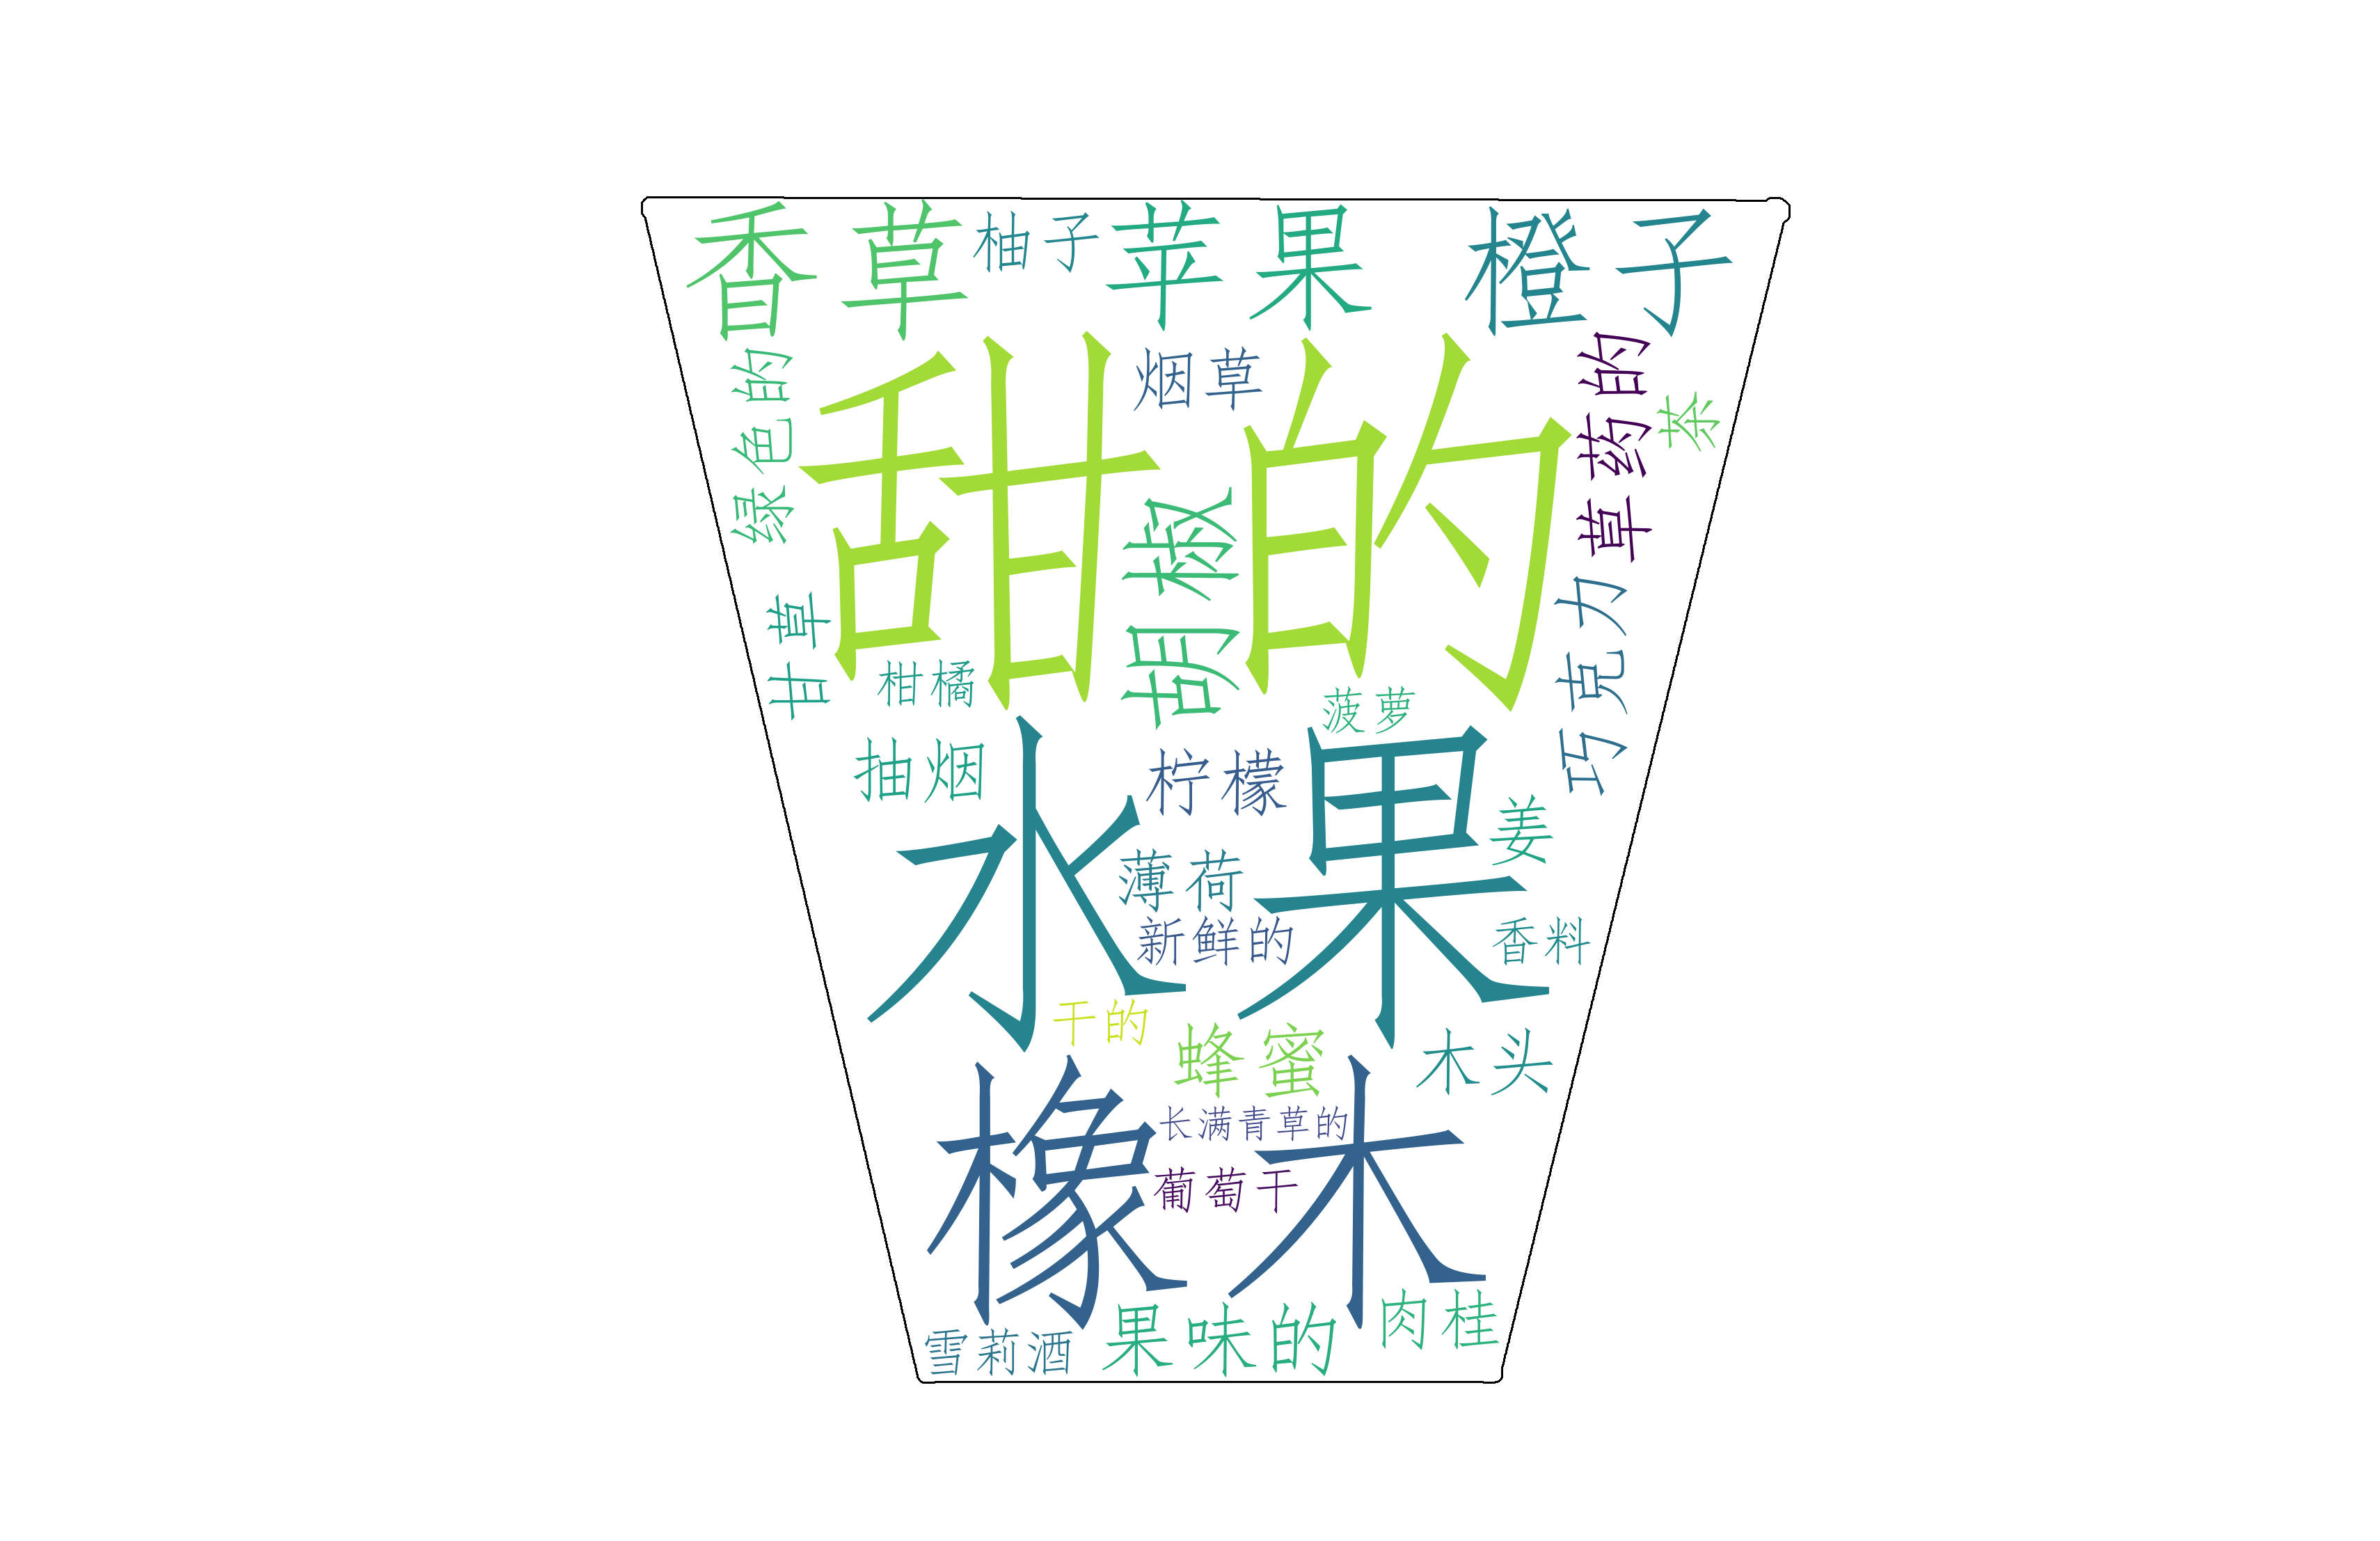 香草
柚子
苹果
橙子
烟草
绿色的
甜的
草药的
茶
胡椒
甘草
柑橘
巧克力
菠萝
抽烟
水果
柠檬
姜
薄荷
新鲜的
香料
干的
蜂蜜
木头
橡木
长满青草的
葡萄干
雪莉酒
果味的
肉桂